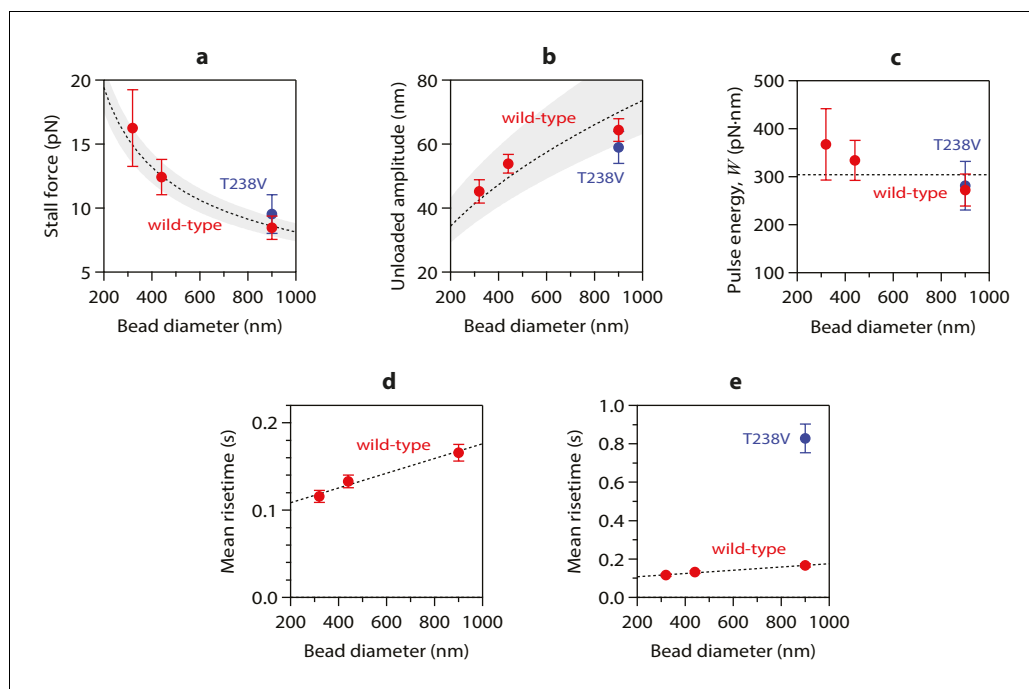 a
20
15
10
5
Stall force (pN)
T238V
wild-type
200 400 600 800 1000
Bead diameter (nm)
b
80
60
40
20
Unloaded amplitude (nm)
wild-type
T238V
200 400 600 800 1000
Bead diameter (nm)
c
500
400
300
200
100
Pulse energy, W (pN·nm)
T238V
wild-type
200 400 600 800 1000
Bead diameter (nm)
d
0.2
0.1
0.0
Mean risetime (s)
wild-type
200 400 600 800 1000
Bead diameter (nm)
e
1.0
0.8
0.6
0.4
0.2
0.0
Mean risetime (s)
T238V
wild-type
200 400 600 800 1000
Bead diameter (nm)